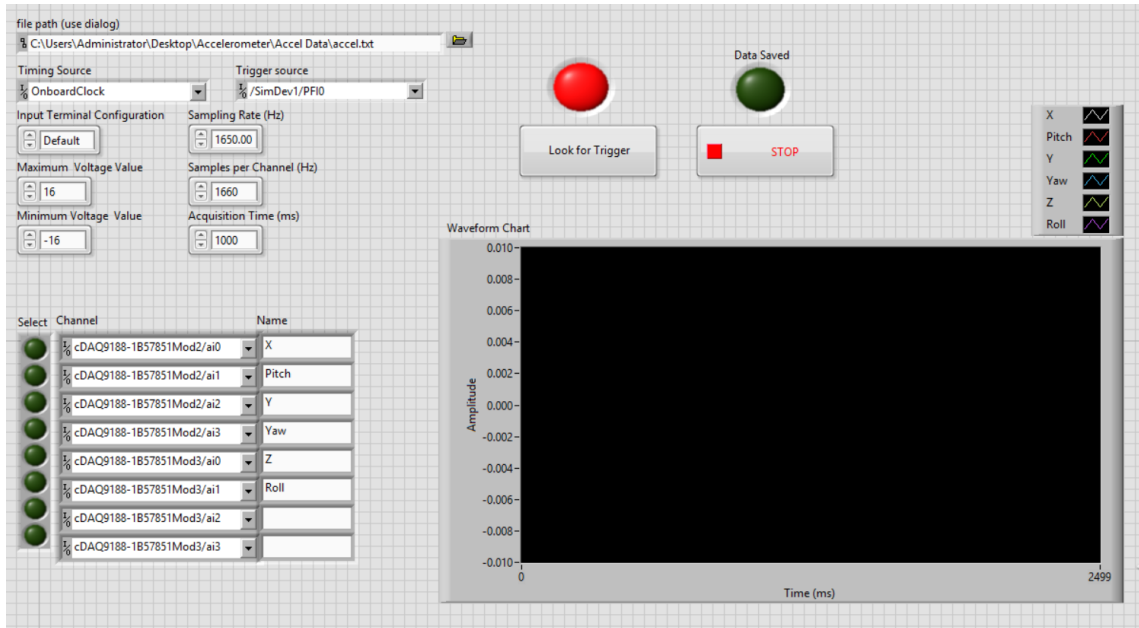 file path (use dialog)
C:\Users\Administrator\Desktop\Accelerometer\Accel Data\accel.txt
Timing Source
Trigger source
OnboardClock
/SimDev1/PFI0
Input Terminal Configuration
Sampling Rate (Hz)
Default
1650.00
Maximum Voltage Value
Samples per Channel (Hz)
16
1660
Minimum Voltage Value
Acquisition Time (ms)
-16
1000
Data Saved
Look for Trigger
STOP
X
Pitch
Y
Yaw
Z
Roll
Select Channel Name
cDAQ9188-1B57851Mod2/ai0 X
cDAQ9188-1B57851Mod2/ai1 Pitch
cDAQ9188-1B57851Mod2/ai2 Y
cDAQ9188-1B57851Mod2/ai3 Yaw
cDAQ9188-1B57851Mod3/ai0 Z
cDAQ9188-1B57851Mod3/ai1 Roll
cDAQ9188-1B57851Mod3/ai2
cDAQ9188-1B57851Mod3/ai3
Waveform Chart
0.010
0.008
0.006
0.004
0.002
0.000
-0.002
-0.004
-0.006
-0.008
-0.010
Amplitude
0
2499
Time (ms)